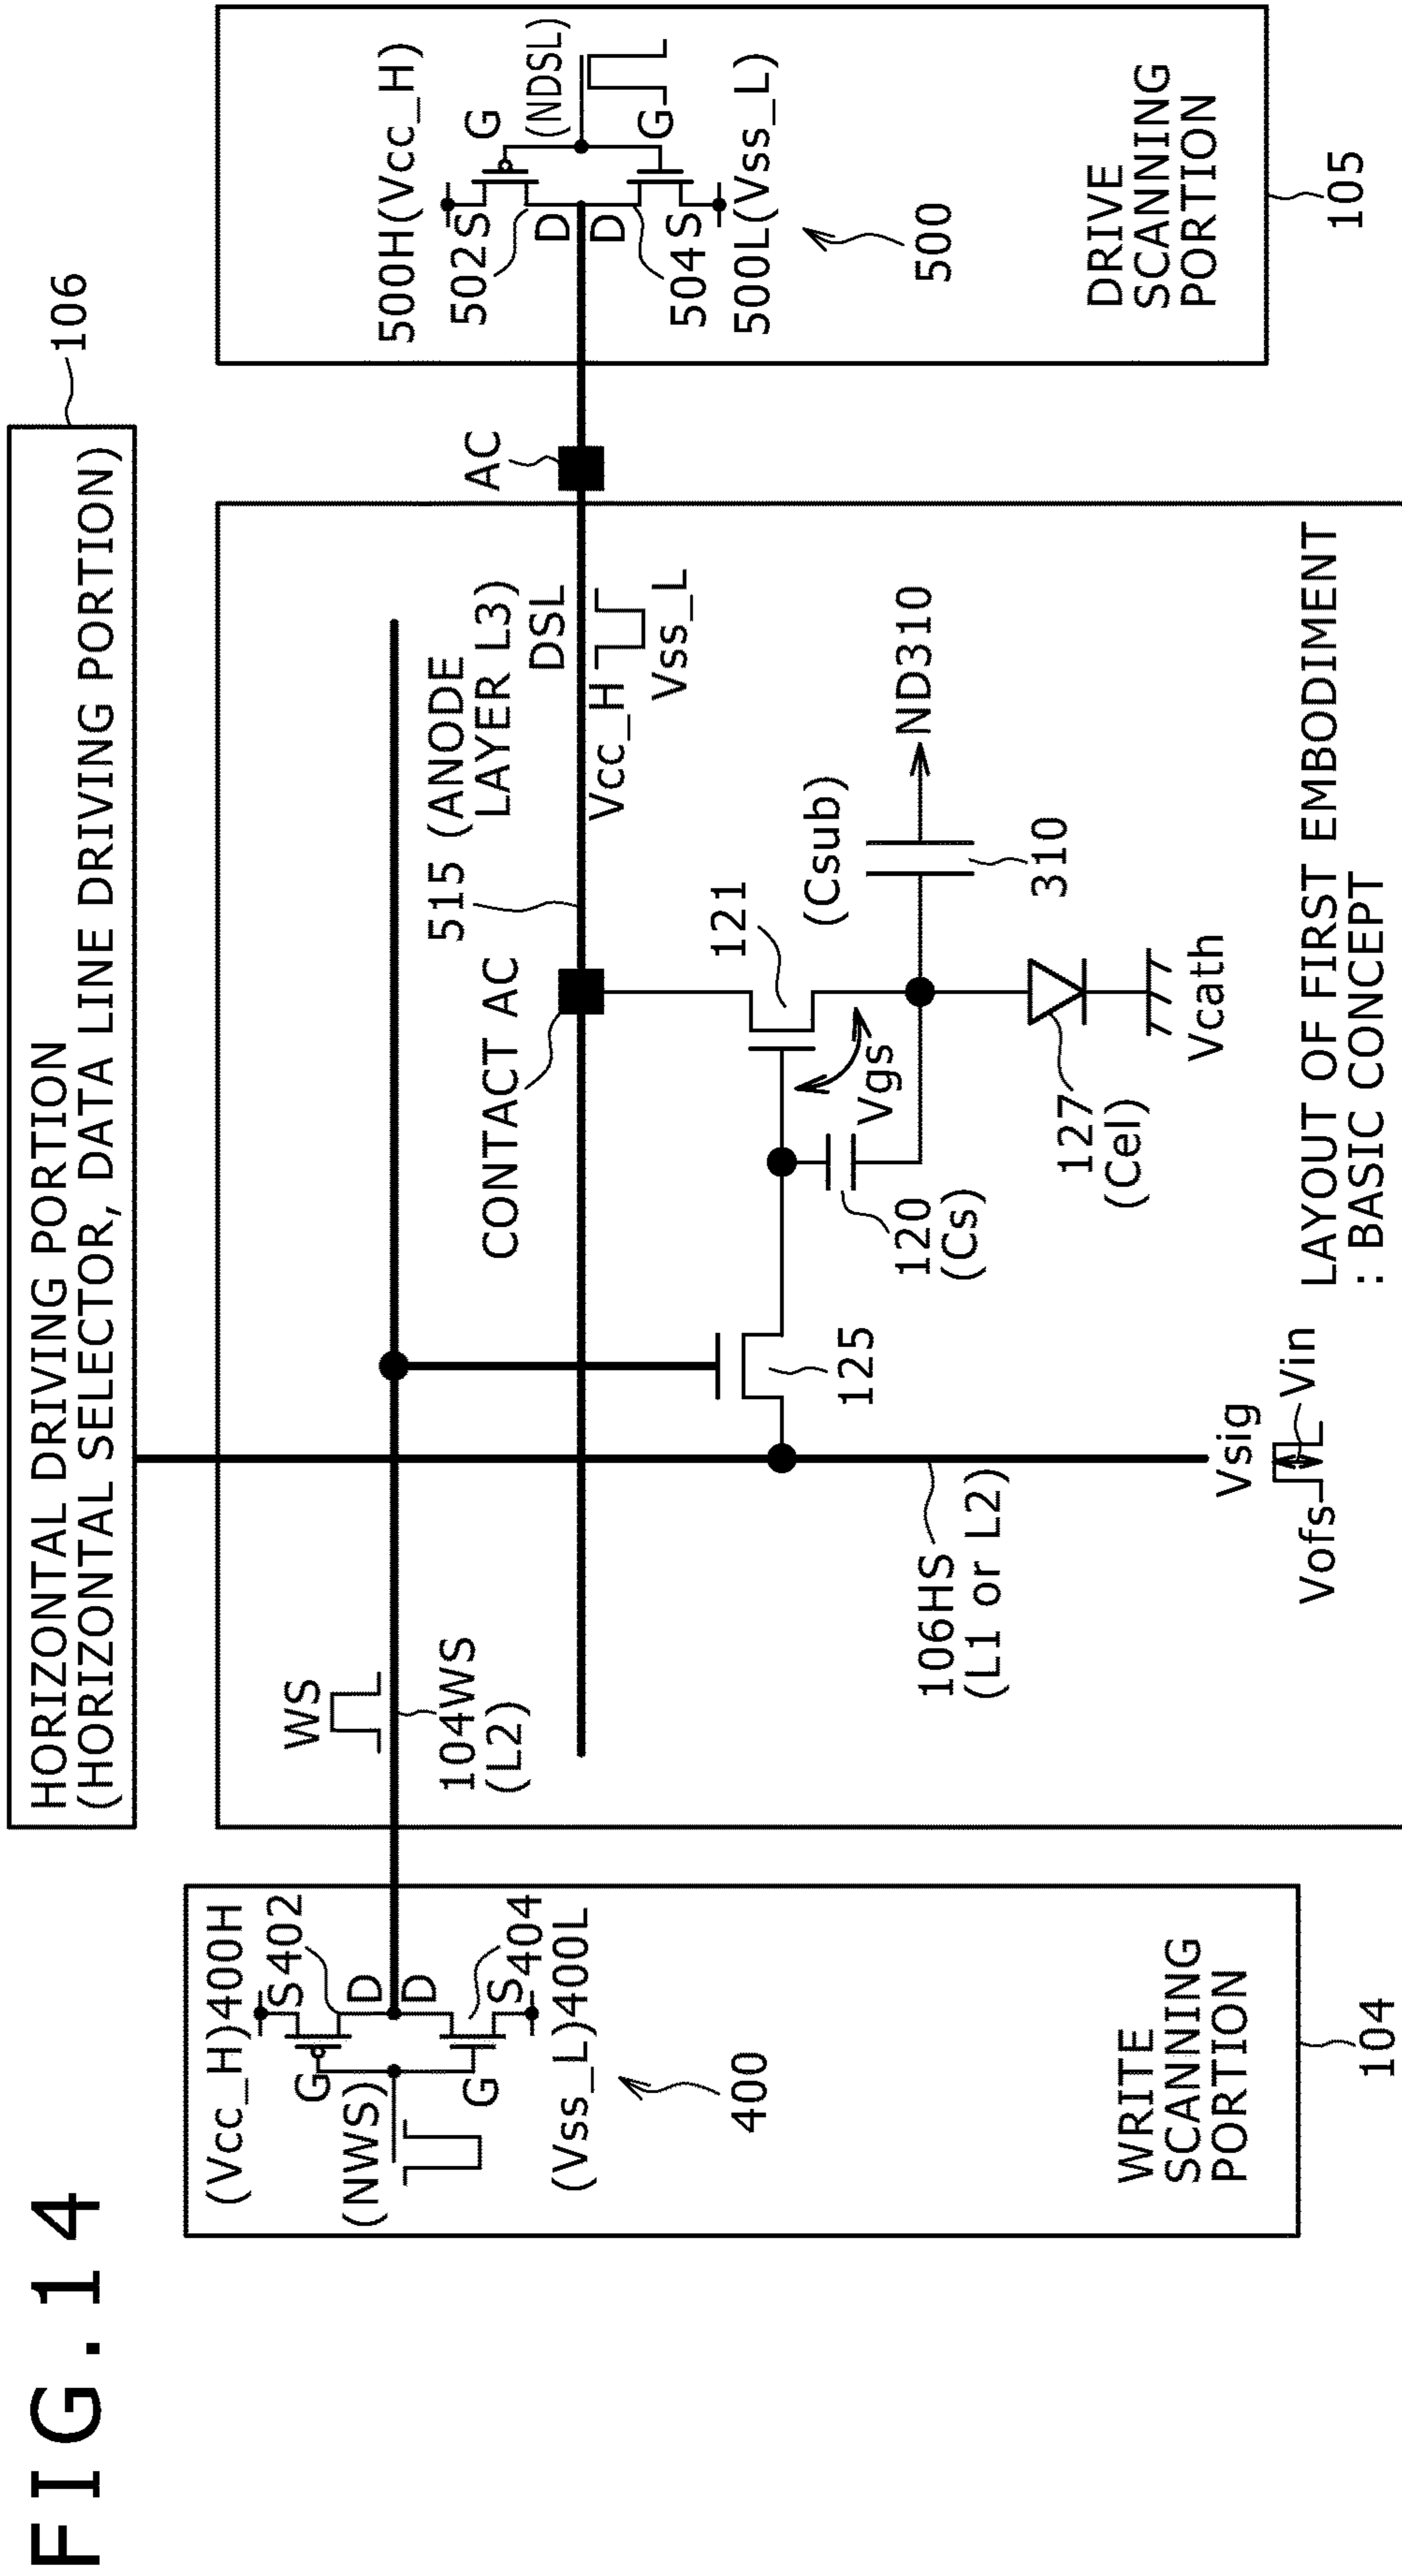 FIG.14
HORIZONTAL DRIVING PORTION
(HORIZONTAL SELECTOR, DATA LINE DRIVING PORTION)
106
(Vcc_H)400H
S402
G
D
(NWS)
D
G
S
404
(Vss_L)400L
400
WRITE
SCANNING
PORTION
104
WS
104WS
(L2)
515 (ANODE
LAYER L3)
DSL
CONTACT AC
Vcc_H
Vss_L
AC
121
(Csub)
125
120
(Cs)
Vgs
ND310
310
106HS
(L1 or L2)
127
(Cel)
Vcath
Vsig
Vofs
Vin
LAYOUT OF FIRST EMBODIMENT
: BASIC CONCEPT
500H(Vcc_H)
502S
G
D
(NDSL)
D
G
504
S
500L(Vss_L)
500
DRIVE
SCANNING
PORTION
105